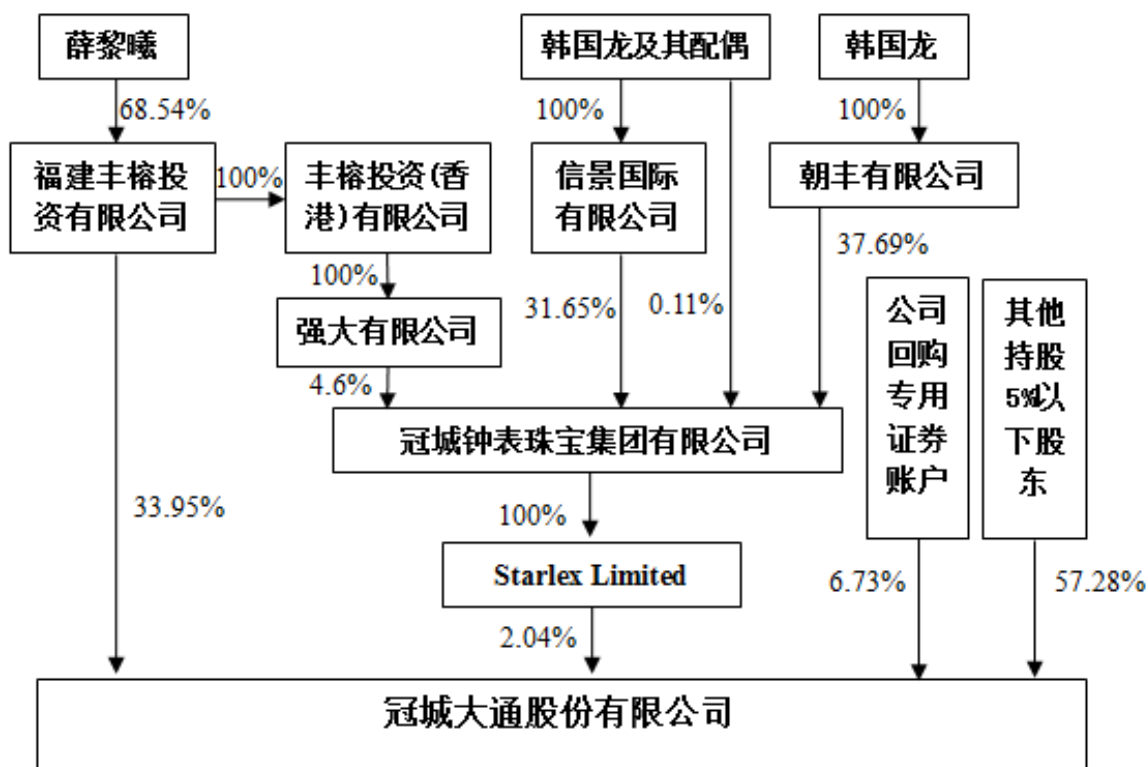 薛黎曦
韩国龙及其配偶
韩国龙
68.54%
100%
100%
福建丰榕投
资有限公司
100%
丰榕投资(香
港)有限公司
信景国际
有限公司
朝丰有限公司
37.69%
100%
强大有限公司
31.65%
0.11%
公司
回购
专用
证券
账户
其他
持股
5%以
下股
东
4.6%
冠城钟表珠宝集团有限公司
33.95%
100%
Starlex Limited
6.73%
57.28%
2.04%
冠城大通股份有限公司